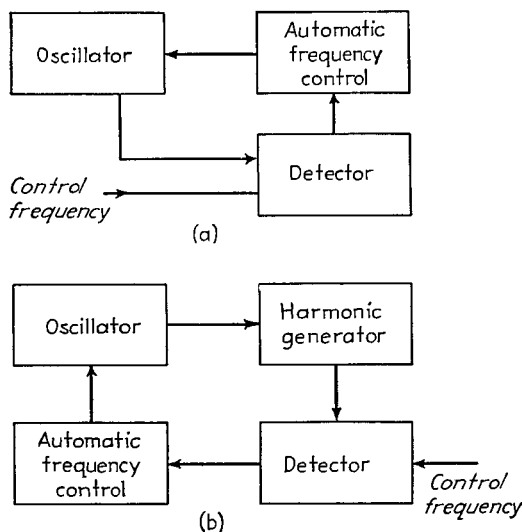 Oscillator
Automatic
frequency
control
Detector
Control
frequency
(a)
Oscillator
Harmonic
generator
Automatic
frequency
control
Detector
Control
frequency
(b)